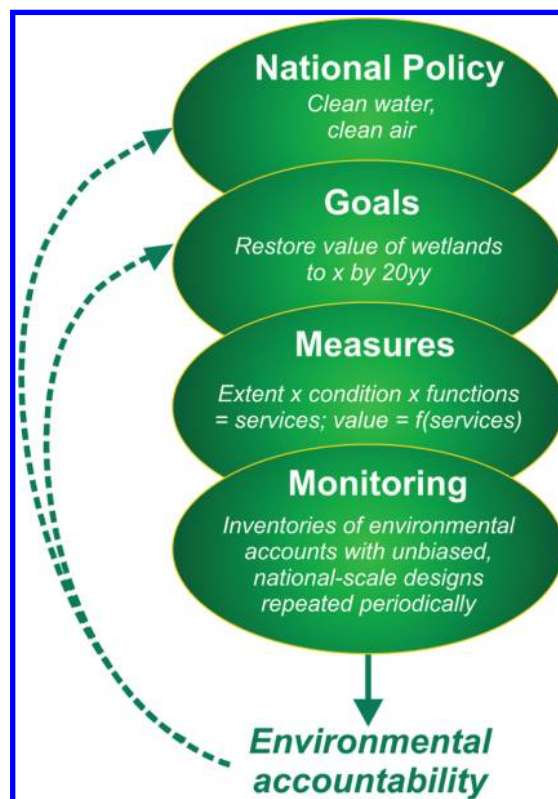 National Policy
Clean water,
clean air
Goals
Restore value of wetlands
to x by 20yy
Measures
Extent x condition x functions
= services; value = f(services)
Monitoring
Inventories of environmental
accounts with unbiased,
national-scale designs
repeated periodically
Environmental
accountability